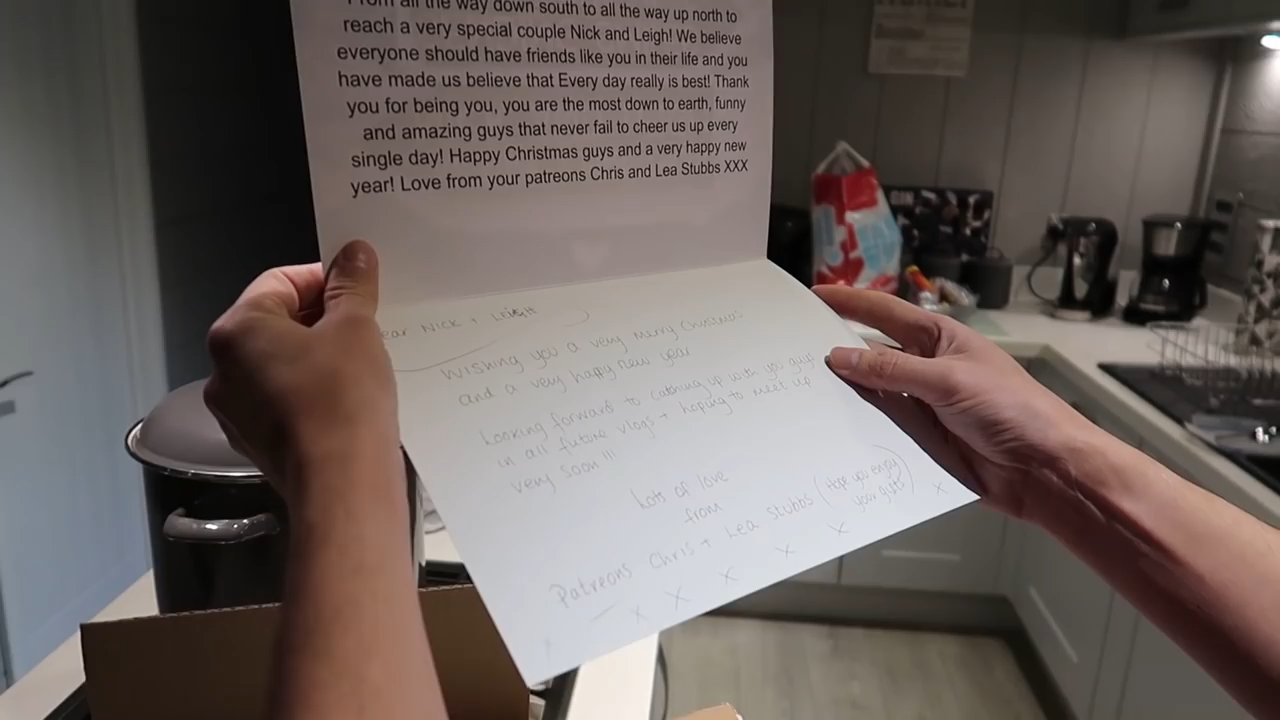 From all the way down south to all the way up north to
reach a very special couple Nick and Leigh! We believe
everyone should have friends like you in their life and you
have made us believe that Every day really is best! Thank
you for being you, you are the most down to earth, funny
and amazing guys that never fail to cheer us up every
single day! Happy Christmas guys and a very happy new
year! Love from your patreons Chris and Lea Stubbs XXX
ear Nick + Leigh
Wishing you a very merry Christmas
and a very happy new year
Looking forward to catching up with you guys
in all future vlogs + hoping to meet up
very soon!!!
Lots of love
from
Patreons Chris + Lea Stubbs (Hope you enjoy
your gifts)
x x x x x x
GIN